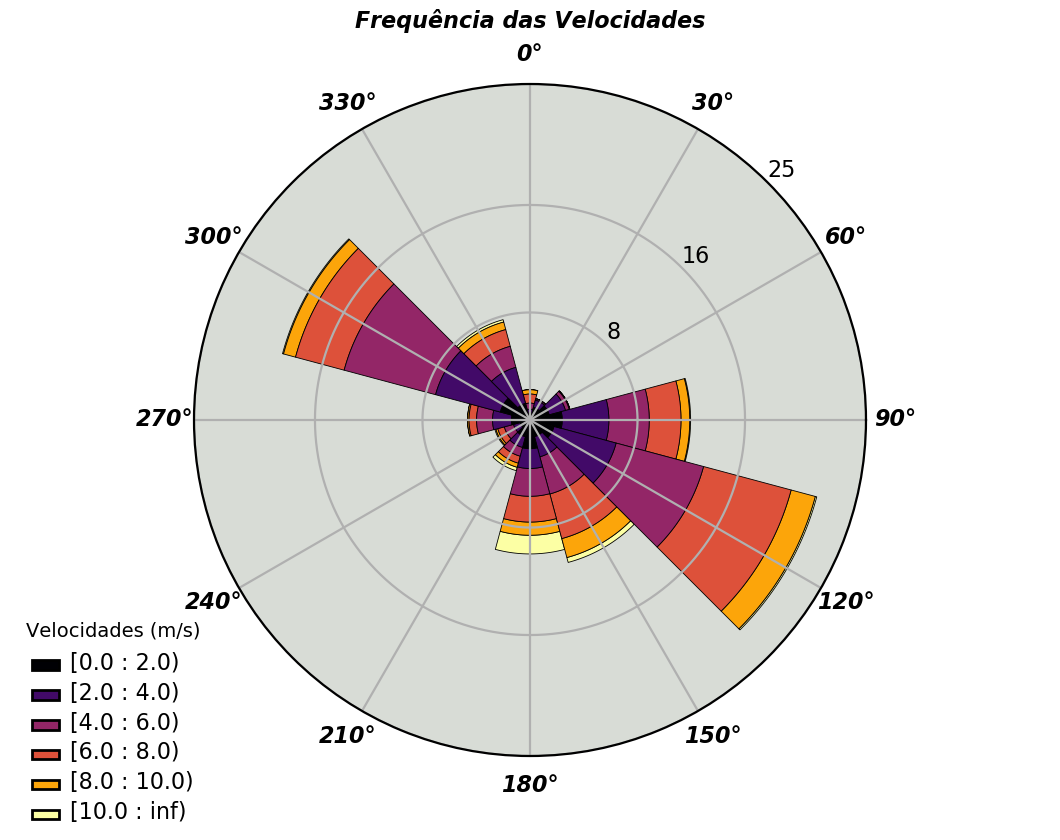 Frequência das Velocidades
0°
330°
30°
25
300°
60°
16
8
270°
90°
240°
120°
210°
150°
180°
Velocidades (m/s)
[0.0 : 2.0)
[2.0 : 4.0)
[4.0 : 6.0)
[6.0 : 8.0)
[8.0 : 10.0)
[10.0 : inf)